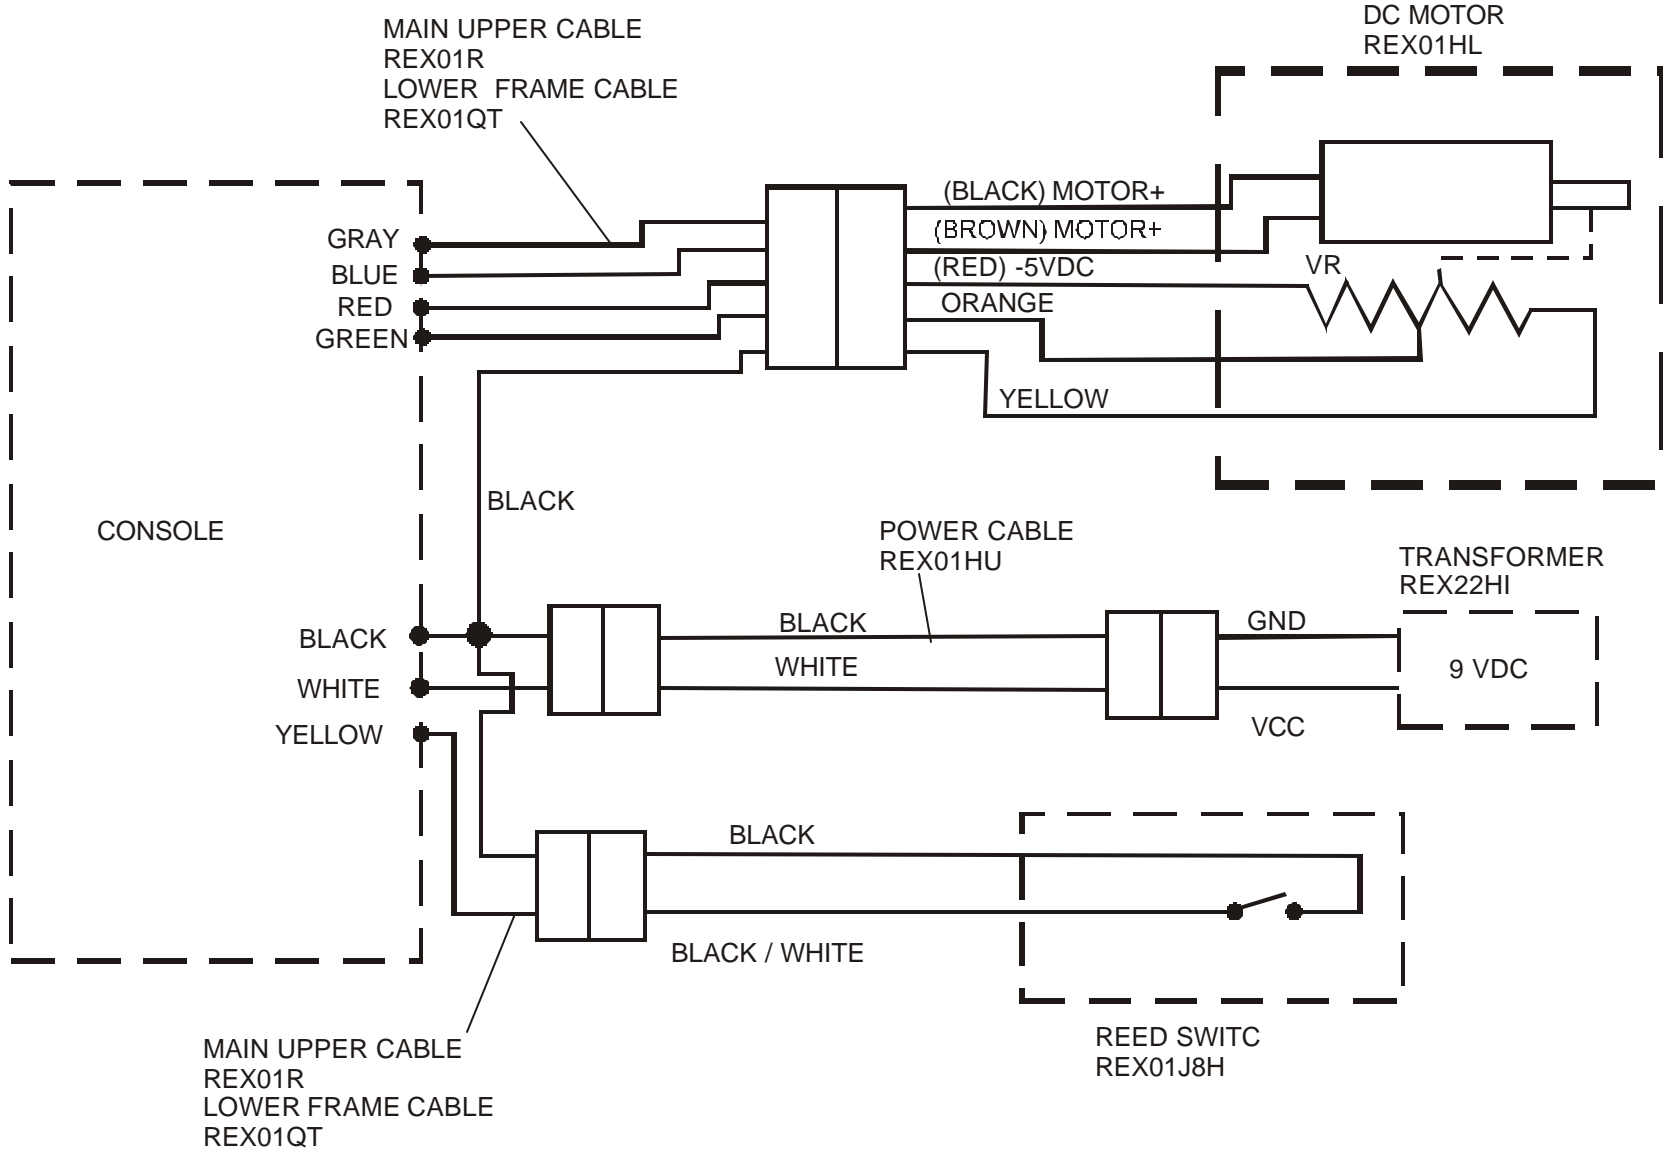 MAIN UPPER CABLE
REX01R
LOWER FRAME CABLE
REX01QT
DC MOTOR
REX01HL
GRAY
BLUE
RED
GREEN
(BLACK) MOTOR+
(BROWN) MOTOR+
(RED) -5VDC
ORANGE
YELLOW
VR
BLACK
CONSOLE
POWER CABLE
REX01HU
TRANSFORMER
REX22HI
BLACK
WHITE
YELLOW
BLACK
WHITE
GND
9 VDC
VCC
BLACK
BLACK / WHITE
REED SWITC
REX01J8H
MAIN UPPER CABLE
REX01R
LOWER FRAME CABLE
REX01QT